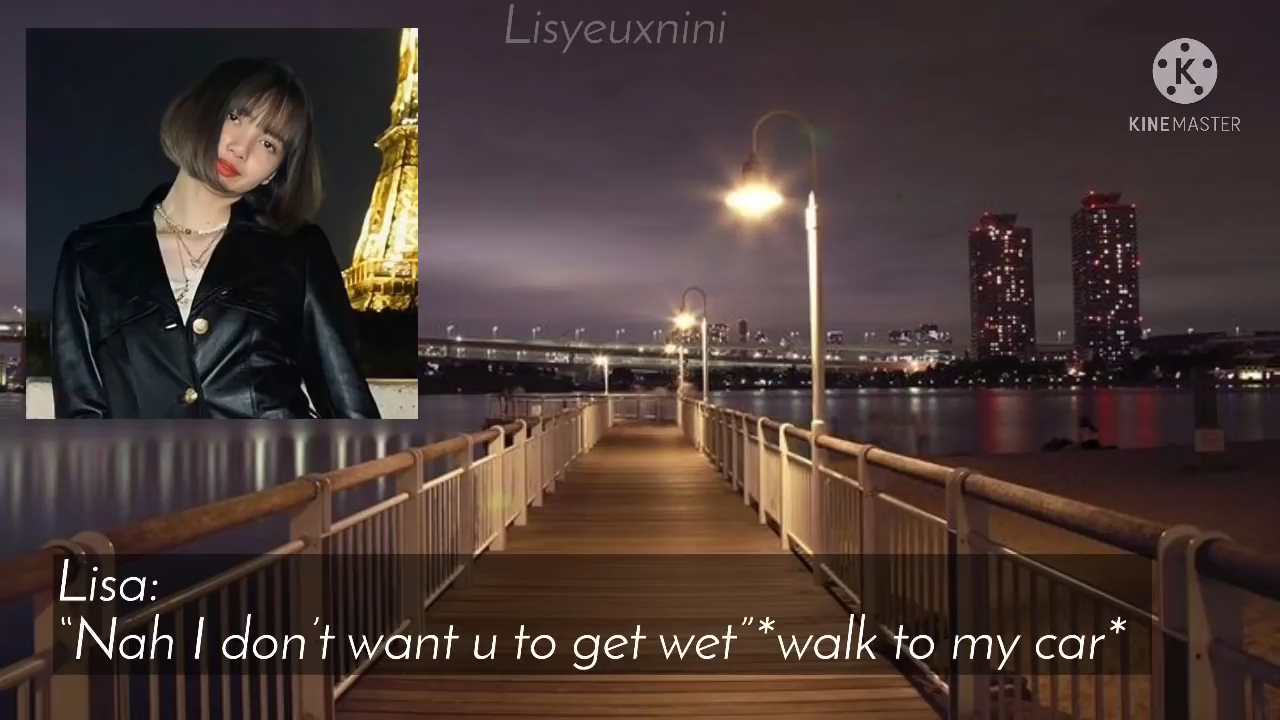 Lisyeuxnini
K
KINEMASTER
Lisa:
“Nah I don’t want u to get wet”*walk to my car*